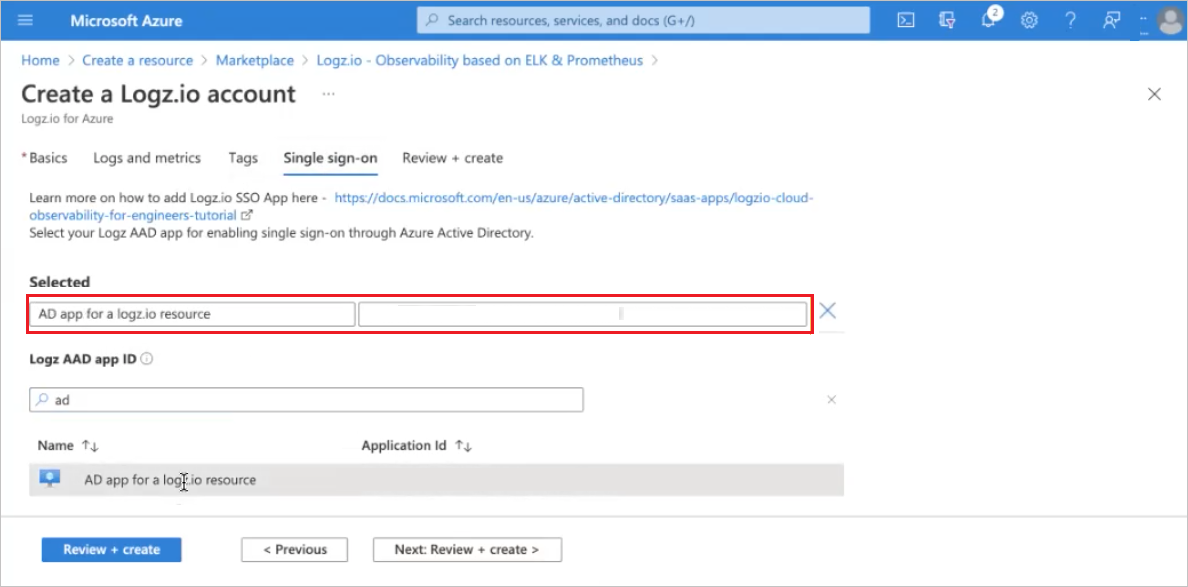 Microsoft Azure
Search resources, services, and docs (G+/)
2
Home > Create a resource > Marketplace > Logz.io - Observability based on ELK & Prometheus >
Create a Logz.io account ...
Logz.io for Azure
* Basics Logs and metrics Tags Single sign-on Review + create
Learn more on how to add Logz.io SSO App here - https://docs.microsoft.com/en-us/azure/active-directory/saas-apps/logzio-cloud-
observability-for-engineers-tutorial
Select your Logz AAD app for enabling single sign-on through Azure Active Directory.
Selected
AD app for a logz.io resource
Logz AAD app ID
ad
Name ↑↓ Application Id ↑↓
AD app for a logz.io resource
Review + create < Previous Next: Review + create >